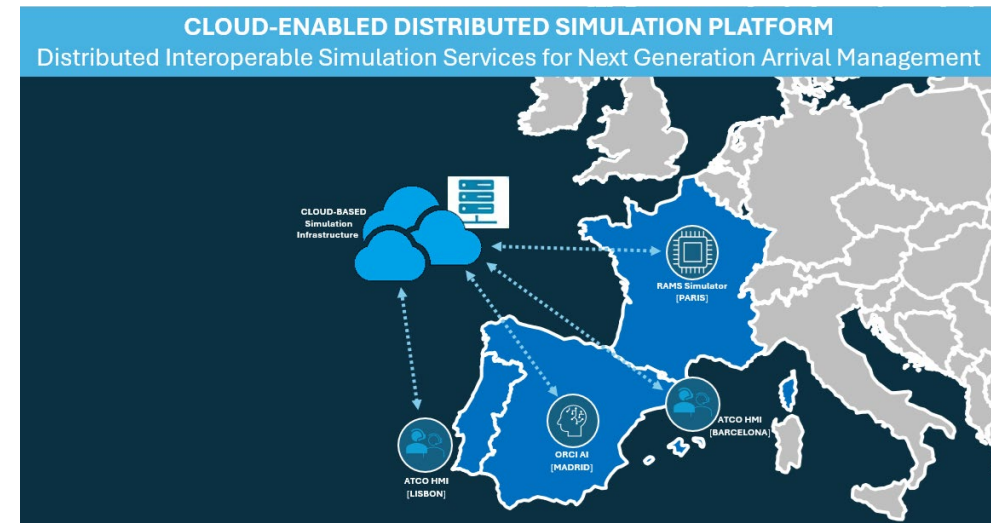 CLOUD-ENABLED DISTRIBUTED SIMULATION PLATFORM
Distributed Interoperable Simulation Services for Next Generation Arrival Management
CLOUD-BASED
Simulation
Infrastructure
RAMS Simulator
[PARIS]
ATCO HMI
[BARCELONA]
ORCI AI
[MADRID]
ATCO HMI
[LISBON]